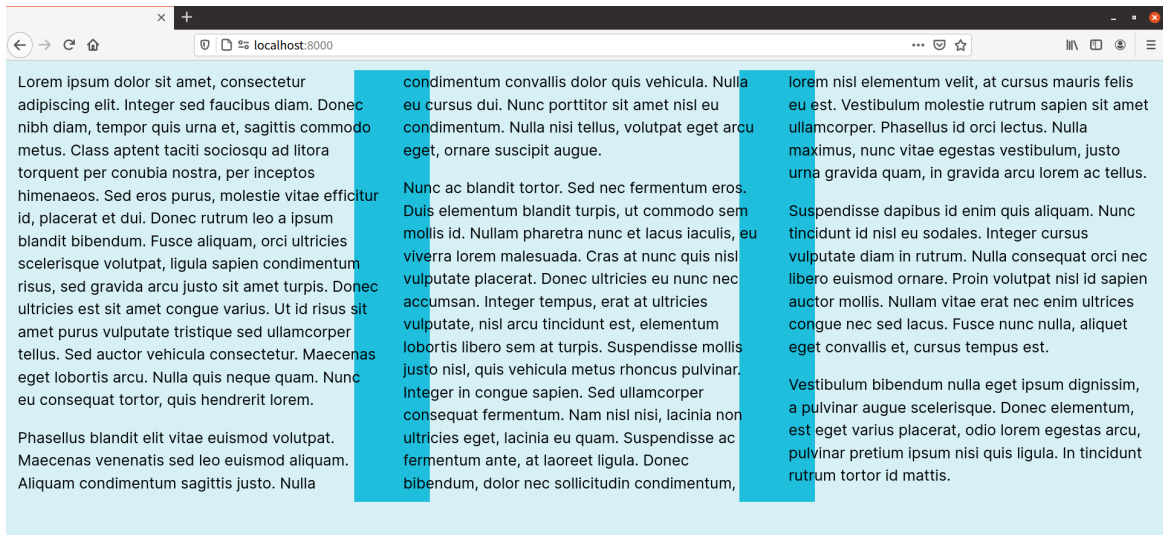 localhost:8000
Lorem ipsum dolor sit amet, consectetur
adipiscing elit. Integer sed faucibus diam. Donec
nibh diam, tempor quis urna et, sagittis commodo
metus. Class aptent taciti sociosqu ad litora
torquent per conubia nostra, per inceptos
himenaeos. Sed eros purus, molestie vitae efficitur
id, placerat et dui. Donec rutrum leo a ipsum
blandit bibendum. Fusce aliquam, orci ultricies
scelerisque volutpat, ligula sapien condimentum
risus, sed gravida arcu justo sit amet turpis. Donec
ultricies est sit amet congue varius. Ut id risus sit
amet purus vulputate tristique sed ullamcorper
tellus. Sed auctor vehicula consectetur. Maecenas
eget lobortis arcu. Nulla quis neque quam. Nunc
eu consequat tortor, quis hendrerit lorem.
Phasellus blandit elit vitae euismod volutpat.
Maecenas venenatis sed leo euismod aliquam.
Aliquam condimentum sagittis justo. Nulla
condimentum convallis dolor quis vehicula. Nulla
eu cursus dui. Nunc porttitor sit amet nisl eu
condimentum. Nulla nisi tellus, volutpat eget arcu
eget, ornare suscipit augue.
Nunc ac blandit tortor. Sed nec fermentum eros.
Duis elementum blandit turpis, ut commodo sem
mollis id. Nullam pharetra nunc et lacus iaculis, eu
viverra lorem malesuada. Cras at nunc quis nisl
vulputate placerat. Donec ultricies eu nunc nec
accumsan. Integer tempus, erat at ultricies
vulputate, nisl arcu tincidunt est, elementum
lobortis libero sem at turpis. Suspendisse mollis
justo nisl, quis vehicula metus rhoncus pulvinar.
Integer in congue sapien. Sed ullamcorper
consequat fermentum. Nam nisl nisi, lacinia non
ultricies eget, lacinia eu quam. Suspendisse ac
fermentum ante, at laoreet ligula. Donec
bibendum, dolor nec sollicitudin condimentum,
lorem nisl elementum velit, at cursus mauris felis
eu est. Vestibulum molestie rutrum sapien sit amet
ullamcorper. Phasellus id orci lectus. Nulla
maximus, nunc vitae egestas vestibulum, justo
urna gravida quam, in gravida arcu lorem ac tellus.
Suspendisse dapibus id enim quis aliquam. Nunc
tincidunt id nisl eu sodales. Integer cursus
vulputate diam in rutrum. Nulla consequat orci nec
libero euismod ornare. Proin volutpat nisl id sapien
auctor mollis. Nullam vitae erat nec enim ultrices
congue nec sed lacus. Fusce nunc nulla, aliquet
eget convallis et, cursus tempus est.
Vestibulum bibendum nulla eget ipsum dignissim,
a pulvinar augue scelerisque. Donec elementum,
est eget varius placerat, odio lorem egestas arcu,
pulvinar pretium ipsum nisi quis ligula. In tincidunt
rutrum tortor id mattis.